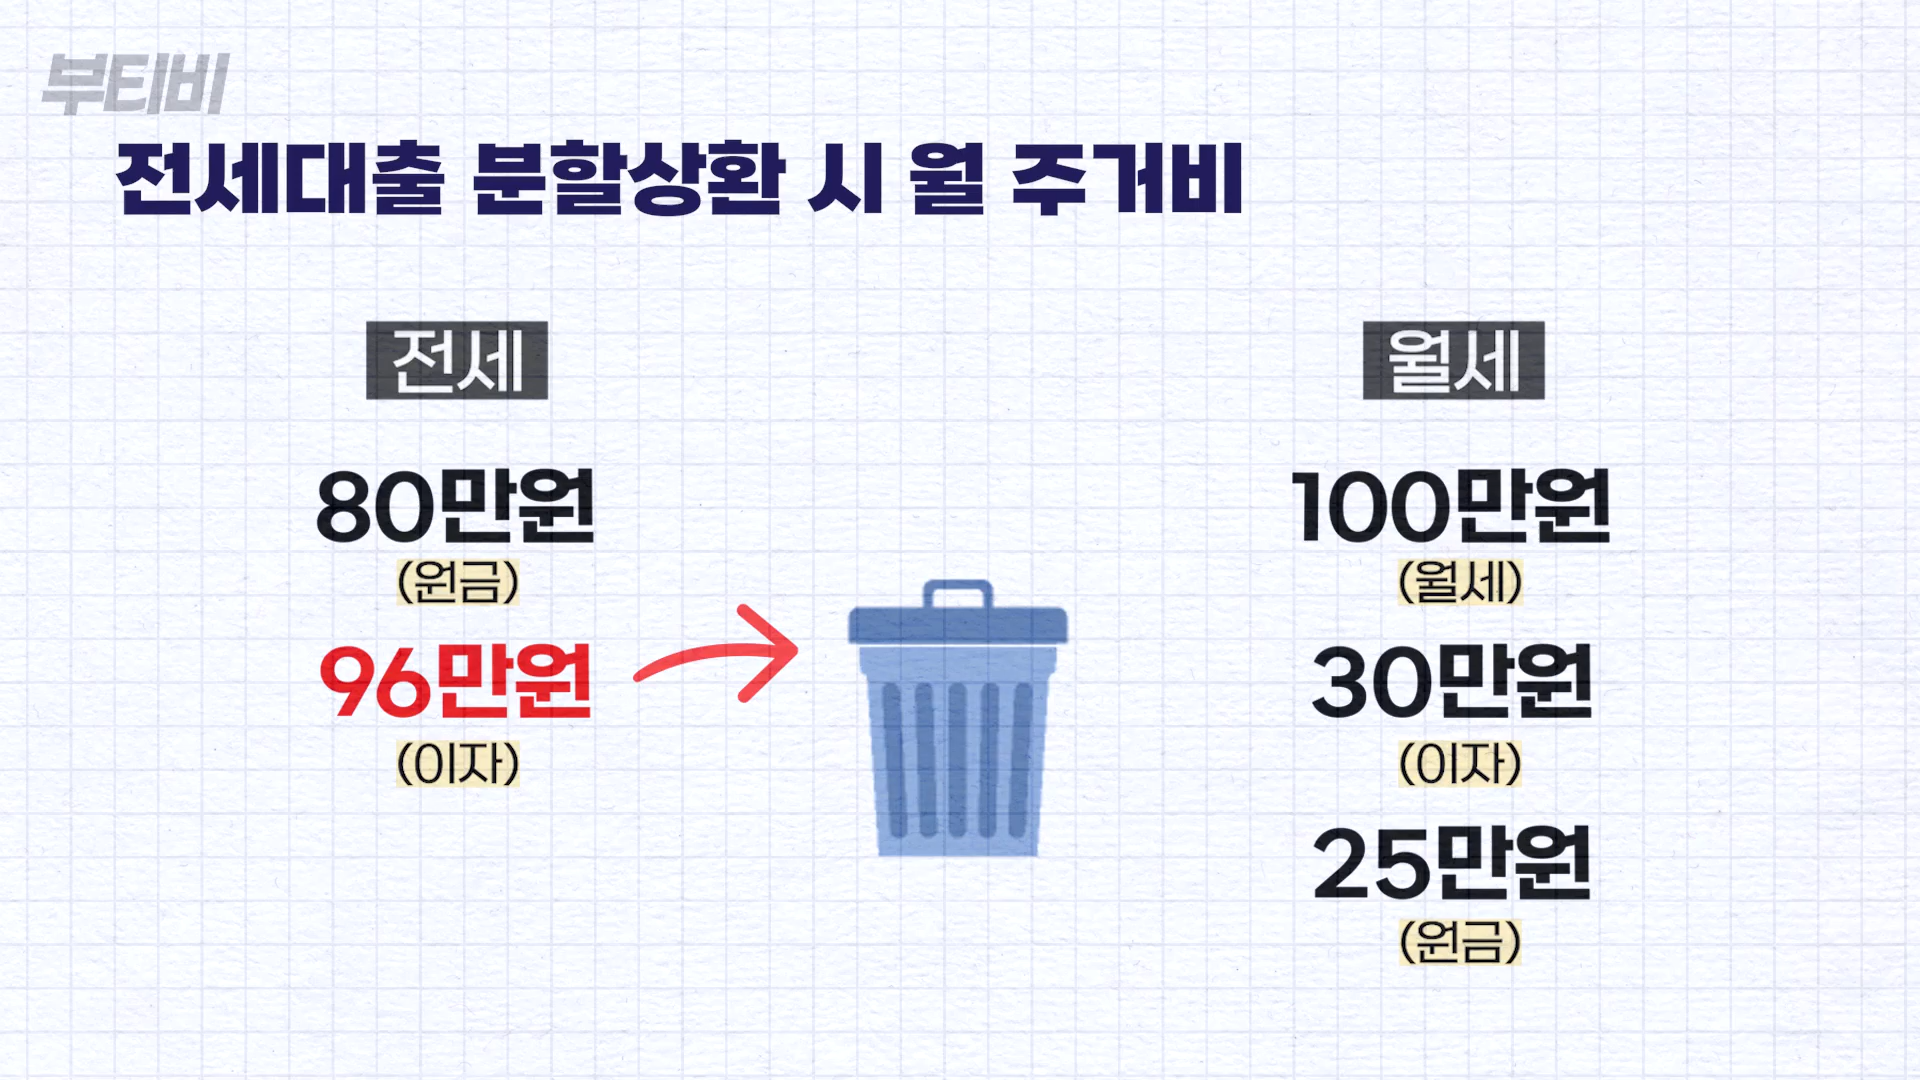 부티비
전세대출 분할상환 시 월 주거비
전세
80만원
(원금)
96만원
(이자)
월세
100만원
(월세)
30만원
(이자)
25만원
(원금)